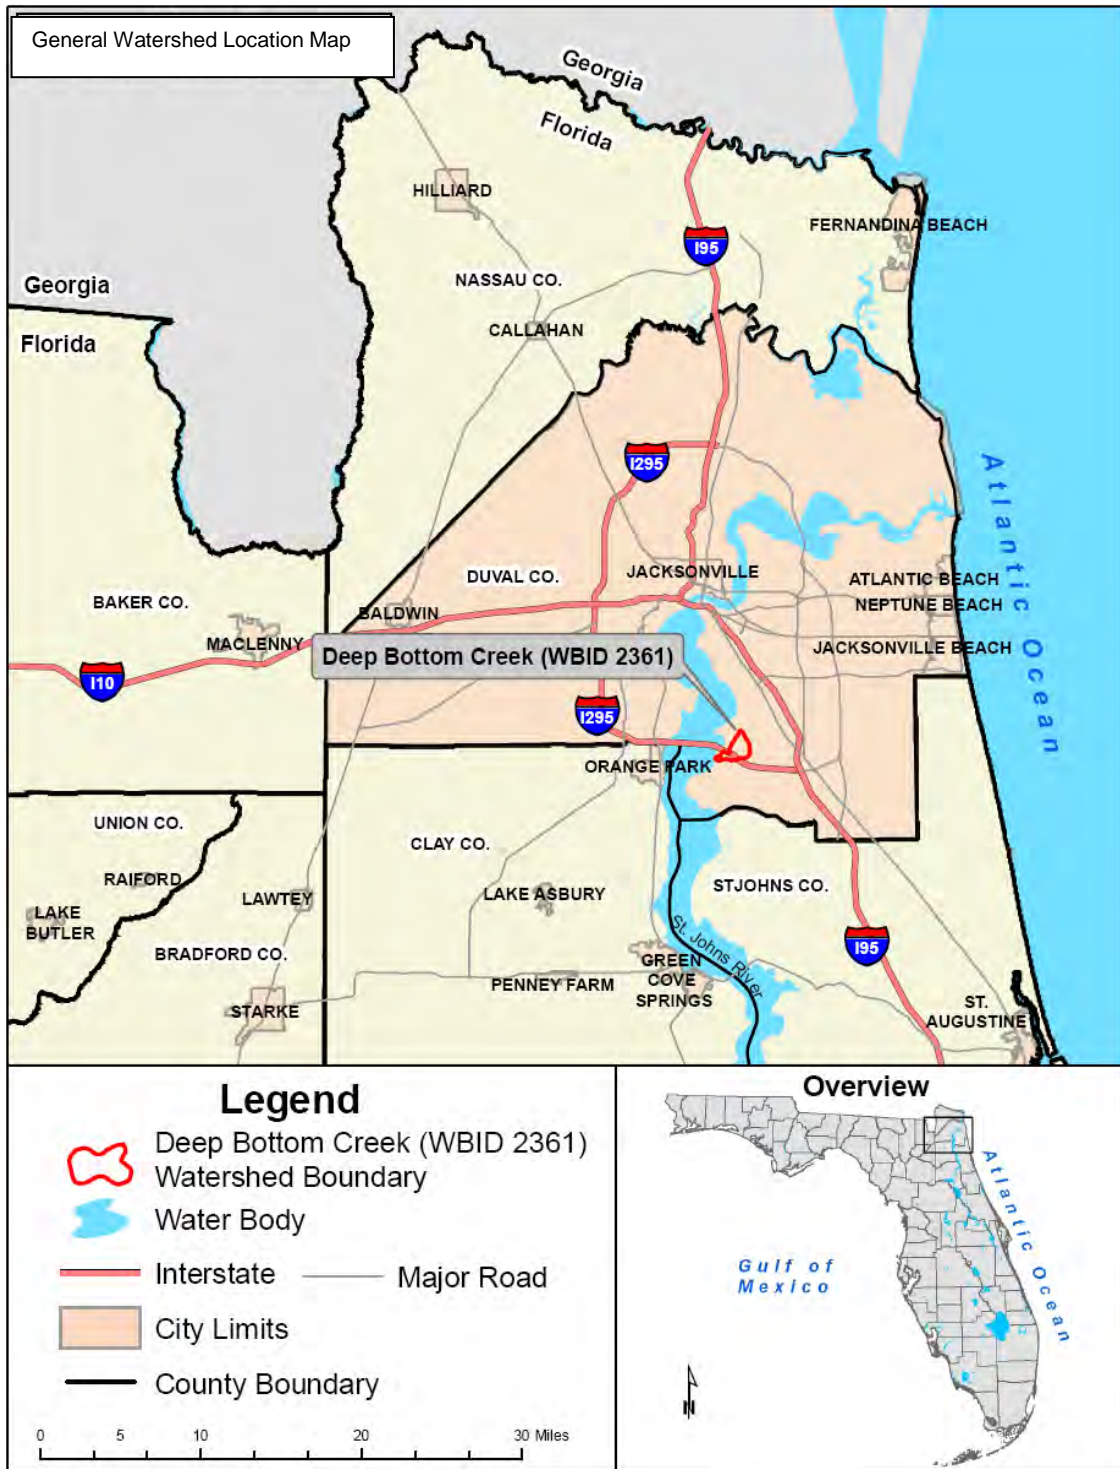 General Watershed Location Map
Georgia
Florida
HILLIARD
FERNANDINA BEACH
I95
NASSAU CO.
Georgia
CALLAHAN
Florida
I295
Atlantic Ocean
JACKSONVILLE
DUVAL CO.
ATLANTIC BEACH
BAKER CO.
NEPTUNE BEACH
BALDWIN
MACLENNY
JACKSONVILLE BEACH
Deep Bottom Creek (WBID 2361)
I10
I295
ORANGE PARK
UNION CO.
CLAY CO.
RAIFORD
STJOHNS CO.
LAWTEY
LAKE ASBURY
LAKE
BUTLER
BRADFORD CO.
St. Johns River
I95
GREEN
COVE
SPRINGS
PENNEY FARM
STARKE
ST.
AUGUSTINE
Legend
Deep Bottom Creek (WBID 2361)
Watershed Boundary
Water Body
Interstate
Major Road
City Limits
County Boundary
0 5 10 20 30 Miles
Overview
Atlantic Ocean
Gulf of
Mexico
N